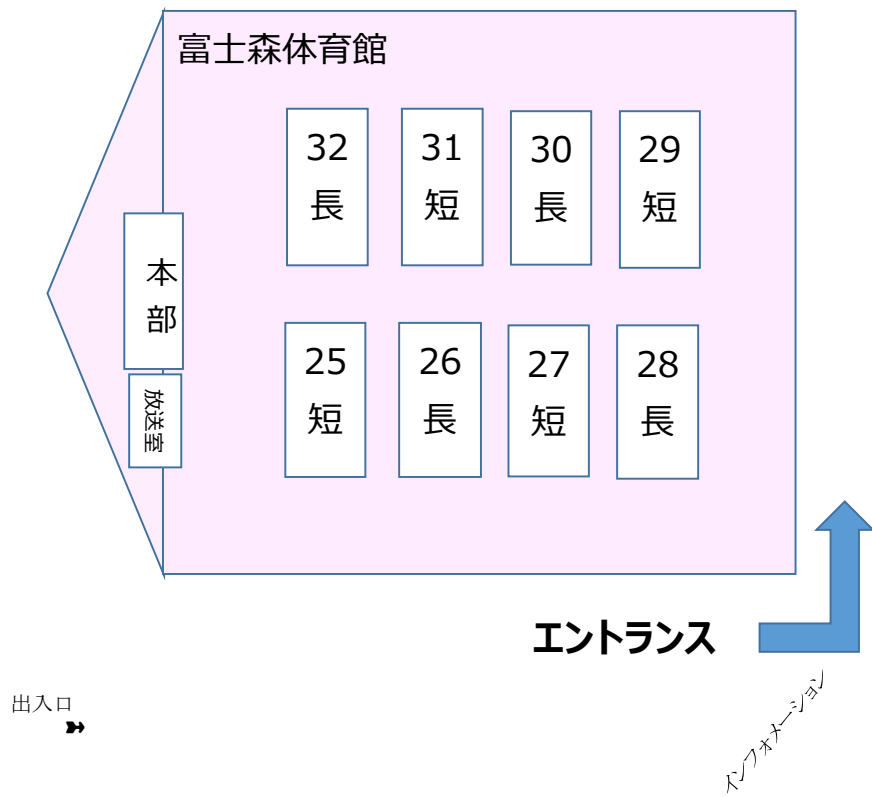 富士森体育館
32
長
31
短
30
長
29
短
本
部
放送室
25
短
26
長
27
短
28
長
エントランス
出入口
インフォメーション